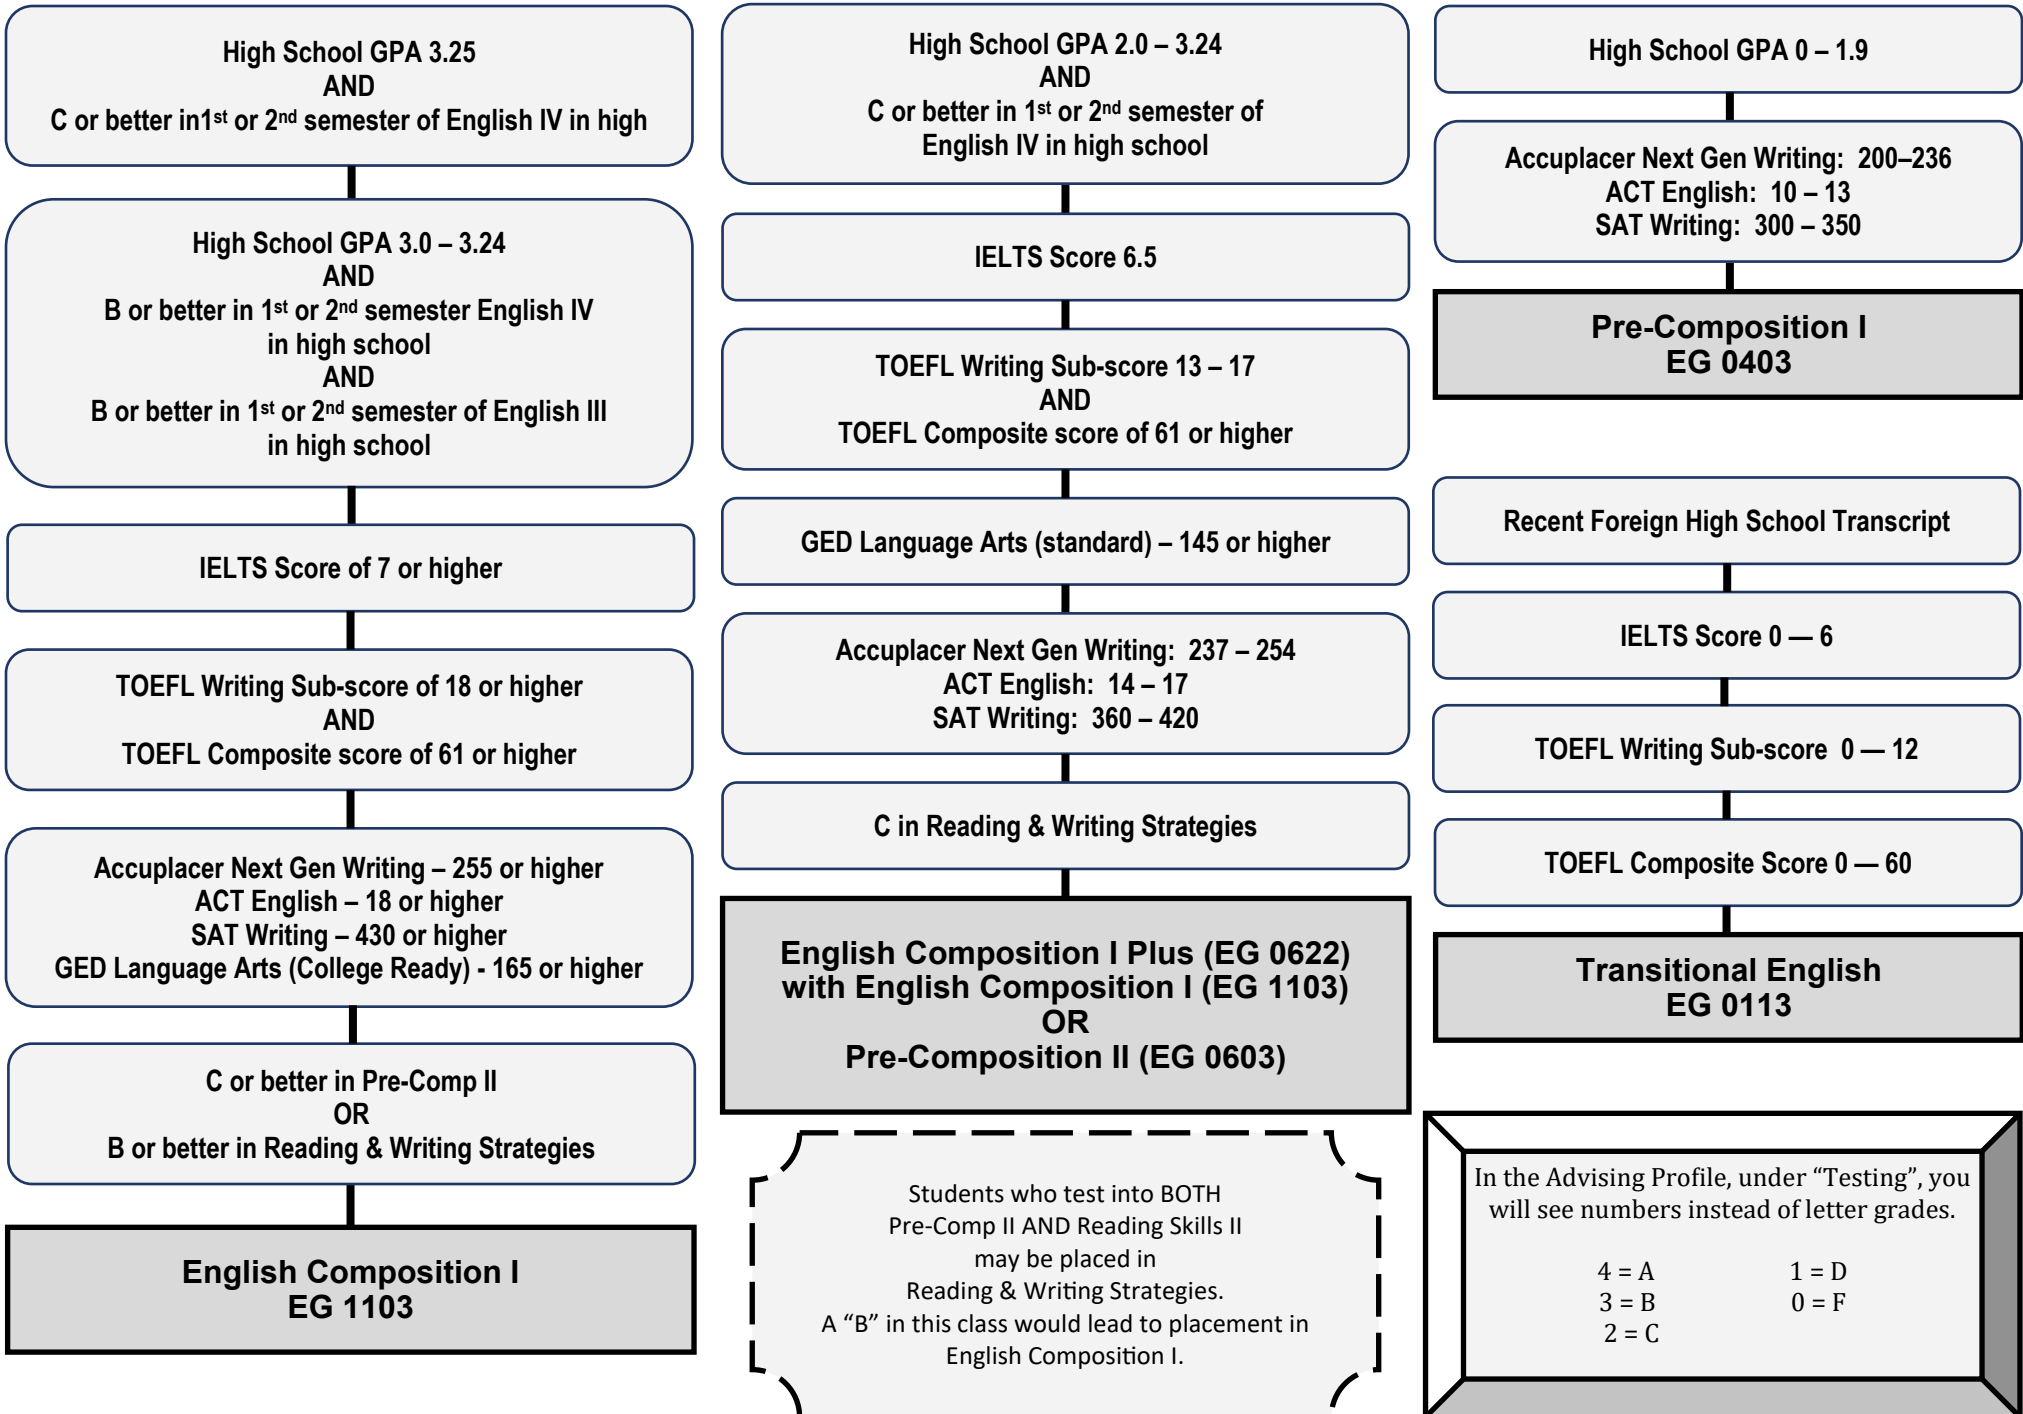 High School GPA 3.25
AND
C or better in1st or 2nd semester of English IV in high
High School GPA 3.0 – 3.24
AND
B or better in 1st or 2nd semester English IV
in high school
AND
B or better in 1st or 2nd semester of English III
in high school
IELTS Score of 7 or higher
TOEFL Writing Sub-score of 18 or higher
AND
TOEFL Composite score of 61 or higher
Accuplacer Next Gen Writing – 255 or higher
ACT English – 18 or higher
SAT Writing – 430 or higher
GED Language Arts (College Ready) - 165 or higher
C or better in Pre-Comp II
OR
B or better in Reading & Writing Strategies
English Composition I
EG 1103
High School GPA 2.0 – 3.24
AND
C or better in 1st or 2nd semester of
English IV in high school
IELTS Score 6.5
TOEFL Writing Sub-score 13 – 17
AND
TOEFL Composite score of 61 or higher
GED Language Arts (standard) – 145 or higher
Accuplacer Next Gen Writing: 237 – 254
ACT English: 14 – 17
SAT Writing: 360 – 420
C in Reading & Writing Strategies
English Composition I Plus (EG 0622)
with English Composition I (EG 1103)
OR
Pre-Composition II (EG 0603)
Students who test into BOTH
Pre-Comp II AND Reading Skills II
may be placed in
Reading & Writing Strategies.
A “B” in this class would lead to placement in
English Composition I.
High School GPA 0 – 1.9
Accuplacer Next Gen Writing: 200–236
ACT English: 10 – 13
SAT Writing: 300 – 350
Pre-Composition I
EG 0403
Recent Foreign High School Transcript
IELTS Score 0 — 6
TOEFL Writing Sub-score 0 — 12
TOEFL Composite Score 0 — 60
Transitional English
EG 0113
In the Advising Profile, under “Testing”, you
will see numbers instead of letter grades.
4 = A 1 = D
3 = B 0 = F
2 = C